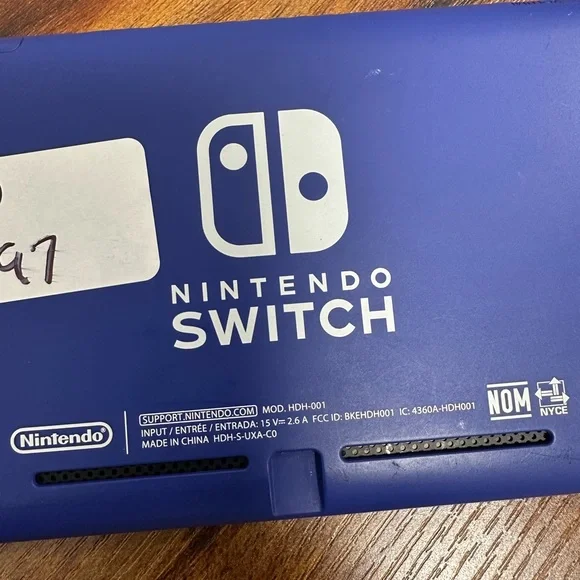 97
NINTENDO
SWITCH
Nintendo
SUPPORT.NINTENDO.COM MOD. HDH-001
INPUT / ENTRÉE / ENTRADA: 15 V⎓ 2.6 A FCC ID: BKEHDH001 IC: 4360A-HDH001
MADE IN CHINA HDH-S-UXA-C0
NOM
NYCE